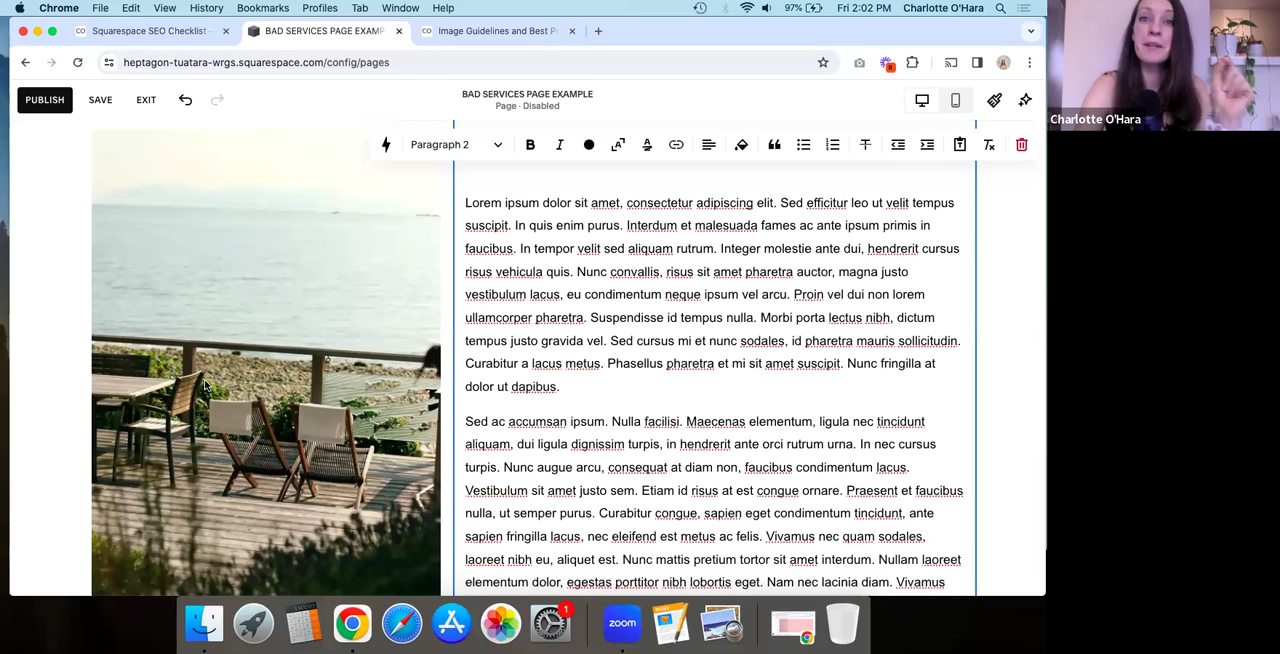 Chrome File Edit View History Bookmarks Profiles Tab Window Help 97% Fri 2:02 PM Charlotte O'Hara
Squarespace SEO Checklist – BAD SERVICES PAGE EXAMP Image Guidelines and Best P
heptagon-tuatara-wrgs.squarespace.com/config/pages 8
PUBLISH SAVE EXIT
BAD SERVICES PAGE EXAMPLE
Page · Disabled
Charlotte O'Hara
Paragraph 2 B I
Lorem ipsum dolor sit amet, consectetur adipiscing elit. Sed efficitur leo ut velit tempus
suscipit. In quis enim purus. Interdum et malesuada fames ac ante ipsum primis in
faucibus. In tempor velit sed aliquam rutrum. Integer molestie ante dui, hendrerit cursus
risus vehicula quis. Nunc convallis, risus sit amet pharetra auctor, magna justo
vestibulum lacus, eu condimentum neque ipsum vel arcu. Proin vel dui non lorem
ullamcorper pharetra. Suspendisse id tempus nulla. Morbi porta lectus nibh, dictum
tempus justo gravida vel. Sed cursus mi et nunc sodales, id pharetra mauris sollicitudin.
Curabitur a lacus metus. Phasellus pharetra et mi sit amet suscipit. Nunc fringilla at
dolor ut dapibus.
Sed ac accumsan ipsum. Nulla facilisi. Maecenas elementum, ligula nec tincidunt
aliquam, dui ligula dignissim turpis, in hendrerit ante orci rutrum urna. In nec cursus
turpis. Nunc augue arcu, consequat at diam non, faucibus condimentum lacus.
Vestibulum sit amet justo sem. Etiam id risus at est congue ornare. Praesent et faucibus
nulla, ut semper purus. Curabitur congue, sapien eget condimentum tincidunt, ante
sapien fringilla lacus, nec eleifend est metus ac felis. Vivamus nec quam sodales,
laoreet nibh eu, aliquet est. Nunc mattis pretium tortor sit amet interdum. Nullam laoreet
elementum dolor, egestas porttitor nibh lobortis eget. Nam nec lacinia diam. Vivamus
zoom 1